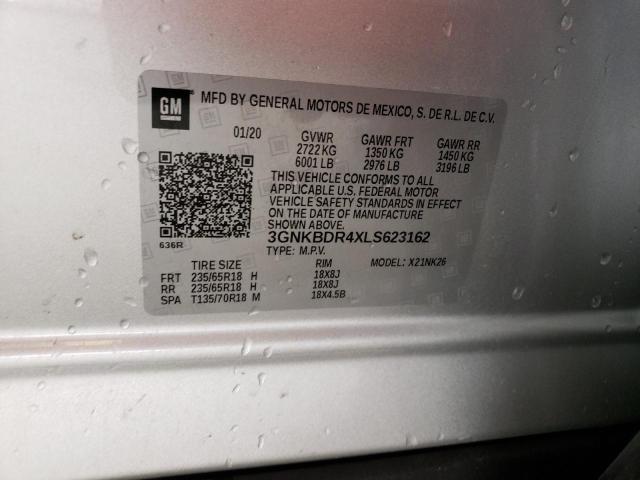 GM
MFD BY GENERAL MOTORS DE MEXICO, S. DE R.L. DE C.V.
01/20 GVWR GAWR FRT GAWR RR
2722 KG 1350 KG 1450 KG
6001 LB 2976 LB 3196 LB
THIS VEHICLE CONFORMS TO ALL
APPLICABLE U.S. FEDERAL MOTOR
VEHICLE SAFETY STANDARDS IN EFFECT
ON THE DATE OF MANUFACTURE
SHOWN ABOVE.
3GNKBDR4XLS623162
636R
TYPE: M.P.V. MODEL: X21NK26
TIRE SIZE RIM
FRT 235/65R18 H 18X8J
RR 235/65R18 H 18X8J
SPA T135/70R18 M 18X4.5B